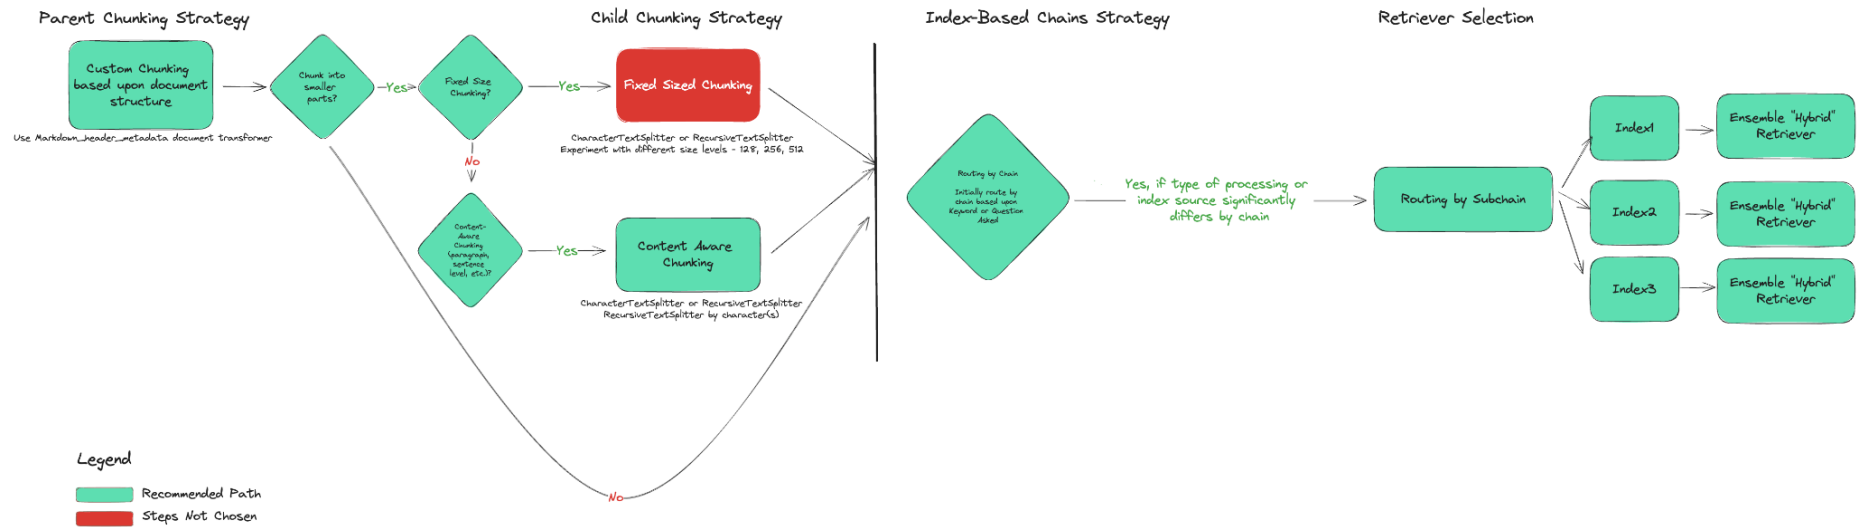 Parent Chunking Strategy
Custom Chunking
based upon document
structure
Use Markdown_header_metadata document transformer
Chunk into
smaller
parts?
Yes
Fixed Size
Chunking?
No
Content-
Aware
Chunking
(paragraph,
sentence
level, etc.)?
Yes
Yes
Child Chunking Strategy
Fixed Sized Chunking
CharacterTextSplitter or RecursiveTextSplitter
Experiment with different size levels - 128, 256, 512
Content Aware
Chunking
CharacterTextSplitter or RecursiveTextSplitter
RecursiveTextSplitter by character(s)
No
Index-Based Chains Strategy
Routing by Chain
Initially route by
chain based upon
Keyword or Question
Asked
Yes, if type of processing or
index source significantly
differs by chain
Retriever Selection
Routing by Subchain
Index1
Ensemble "Hybrid"
Retriever
Index2
Ensemble "Hybrid"
Retriever
Index3
Ensemble "Hybrid"
Retriever
Legend
Recommended Path
Steps Not Chosen